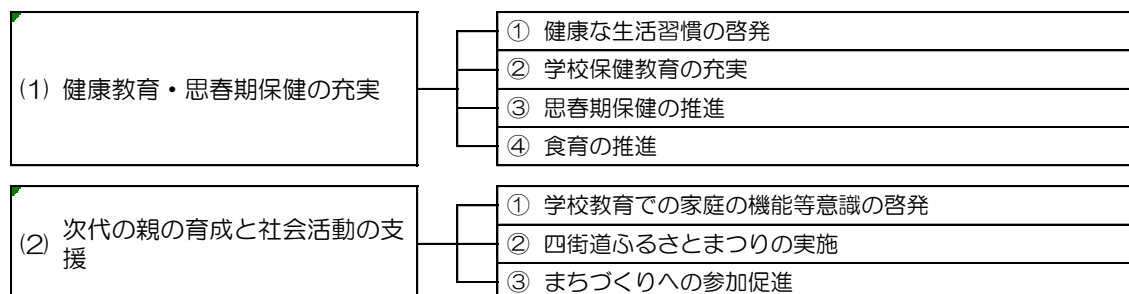 (1) 健康教育・思春期保健の充実
① 健康な生活習慣の啓発
② 学校保健教育の充実
③ 思春期保健の推進
④ 食育の推進
(2) 次代の親の育成と社会活動の支
援
① 学校教育での家庭の機能等意識の啓発
② 四街道ふるさとまつりの実施
③ まちづくりへの参加促進